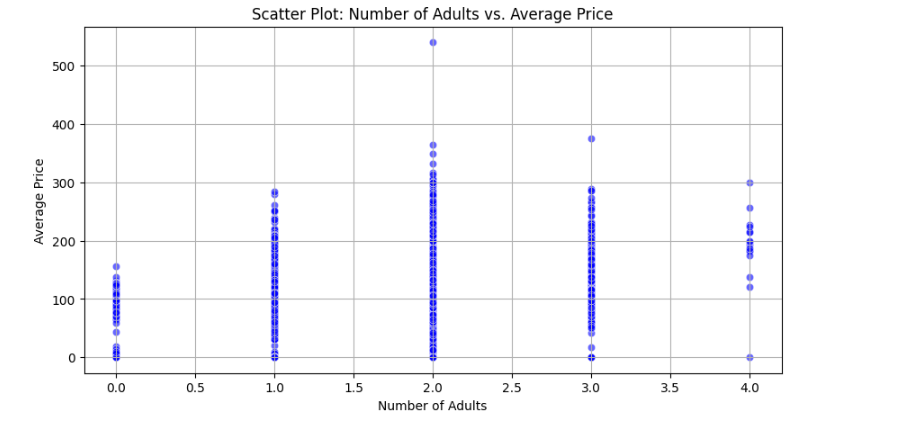 Scatter Plot: Number of Adults vs. Average Price
500
400
300
200
100
0
Average Price
0.0 0.5 1.0 1.5 2.0 2.5 3.0 3.5 4.0
Number of Adults